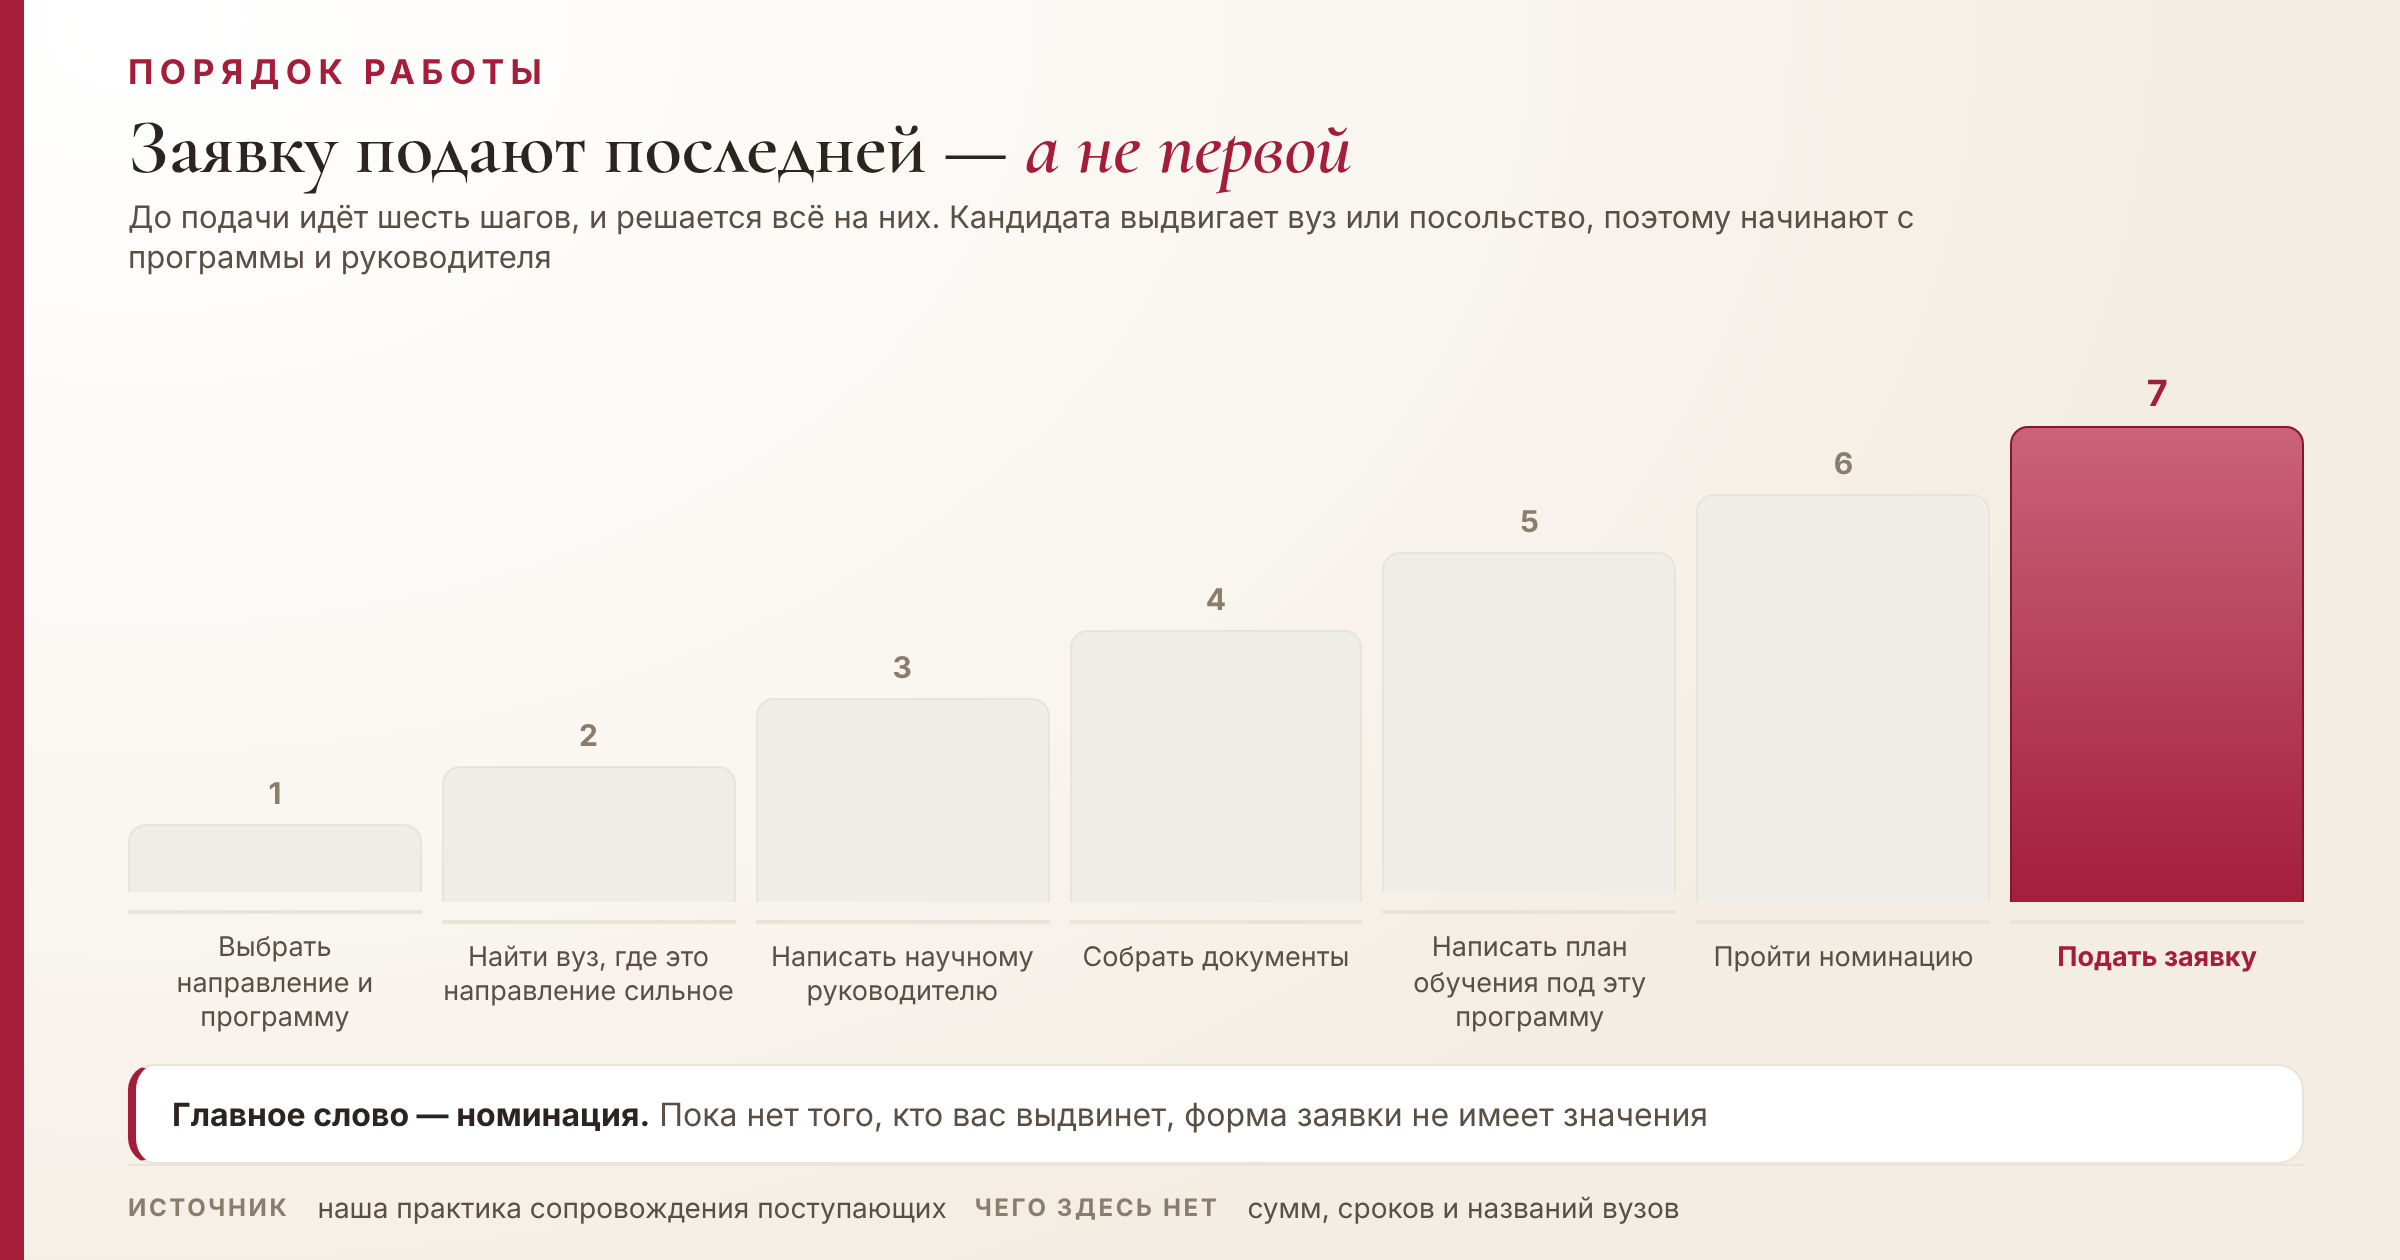 ПОРЯДОК РАБОТЫ
Заявку подают последней — а не первой
До подачи идёт шесть шагов, и решается всё на них. Кандидата выдвигает вуз или посольство, поэтому начинают с
программы и руководителя
1
2
3
4
5
6
7
Выбрать
направление и
программу
Найти вуз, где это
направление сильное
Написать научному
руководителю
Собрать документы
Написать план
обучения под эту
программу
Пройти номинацию
Подать заявку
Главное слово — номинация. Пока нет того, кто вас выдвинет, форма заявки не имеет значения
ИСТОЧНИК наша практика сопровождения поступающих ЧЕГО ЗДЕСЬ НЕТ сумм, сроков и названий вузов